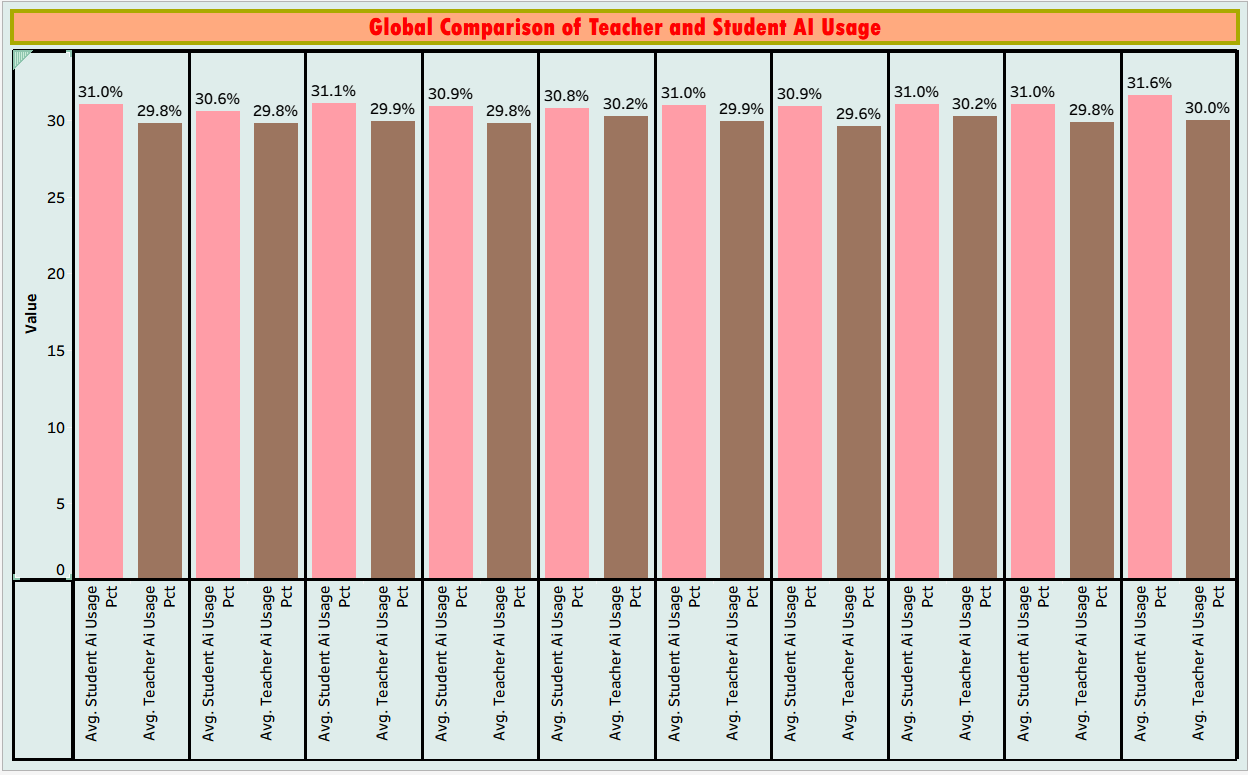 Global Comparison of Teacher and Student AI Usage
31.0%
29.8%
30.6%
29.8%
31.1%
29.9%
30.9%
29.8%
30.8%
30.2%
31.0%
29.9%
30.9%
29.6%
31.0%
30.2%
31.0%
29.8%
31.6%
30.0%
30
25
20
15
10
5
0
Value
Avg. Student Ai Usage
Pct
Avg. Teacher Ai Usage
Pct
Avg. Student Ai Usage
Pct
Avg. Teacher Ai Usage
Pct
Avg. Student Ai Usage
Pct
Avg. Teacher Ai Usage
Pct
Avg. Student Ai Usage
Pct
Avg. Teacher Ai Usage
Pct
Avg. Student Ai Usage
Pct
Avg. Teacher Ai Usage
Pct
Avg. Student Ai Usage
Pct
Avg. Teacher Ai Usage
Pct
Avg. Student Ai Usage
Pct
Avg. Teacher Ai Usage
Pct
Avg. Student Ai Usage
Pct
Avg. Teacher Ai Usage
Pct
Avg. Student Ai Usage
Pct
Avg. Teacher Ai Usage
Pct
Avg. Student Ai Usage
Pct
Avg. Teacher Ai Usage
Pct